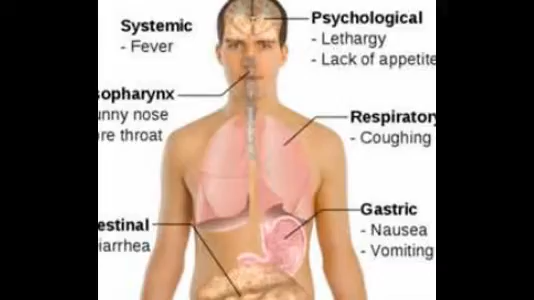 Systemic
- Fever
Psychological
- Lethargy
- Lack of appetite
sopharynx
unny nose
re throat
Respiratory
- Coughing
Gastric
- Nausea
- Vomiting
estinal
iarrhea